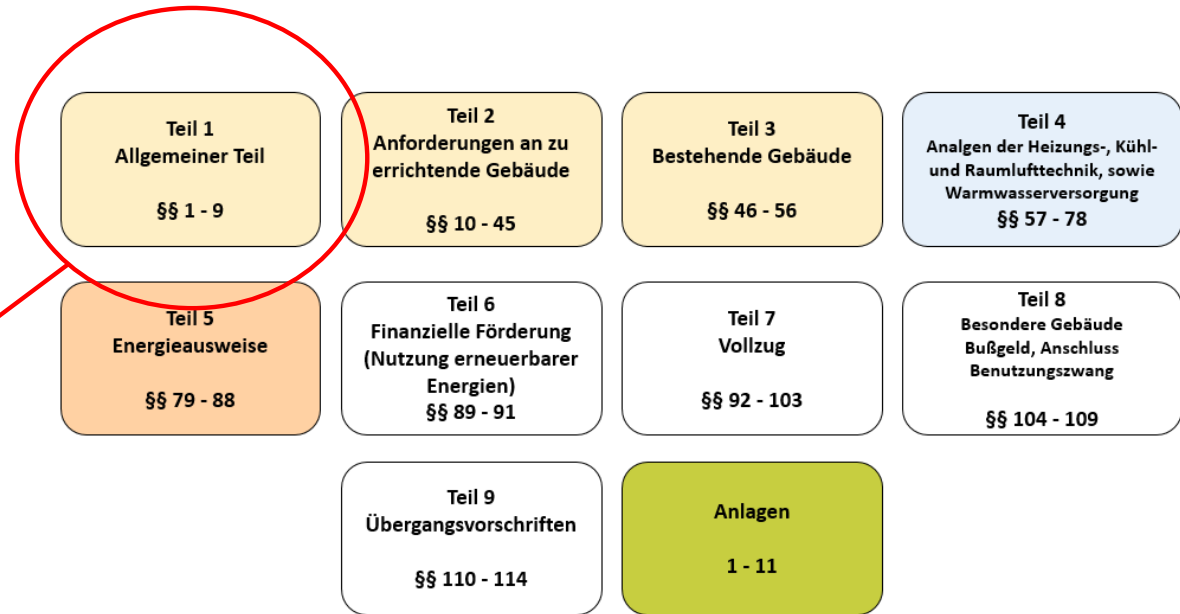 Teil 1
Allgemeiner Teil
§§ 1 - 9
Teil 2
Anforderungen an zu
errichtende Gebäude
§§ 10 - 45
Teil 3
Bestehende Gebäude
§§ 46 - 56
Teil 4
Analgen der Heizungs-, Kühl-
und Raumlufttechnik, sowie
Warmwasserversorgung
§§ 57 - 78
Teil 5
Energieausweise
§§ 79 - 88
Teil 6
Finanzielle Förderung
(Nutzung erneuerbarer
Energien)
§§ 89 - 91
Teil 7
Vollzug
§§ 92 - 103
Teil 8
Besondere Gebäude
Bußgeld, Anschluss
Benutzungszwang
§§ 104 - 109
Teil 9
Übergangsvorschriften
§§ 110 - 114
Anlagen
1 - 11